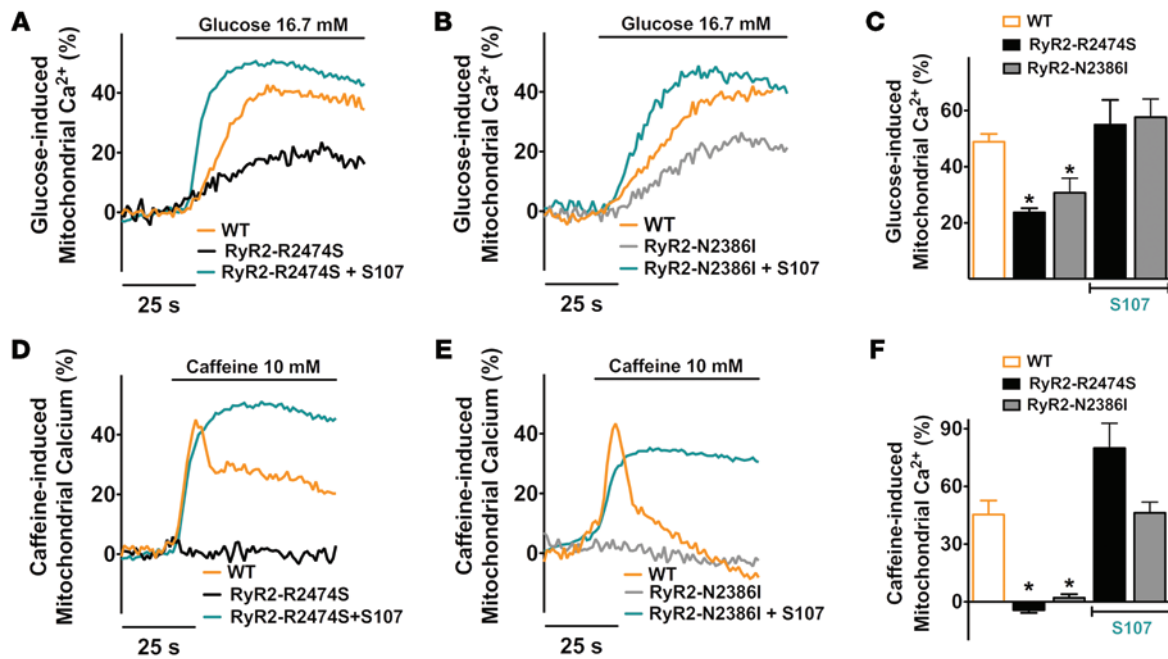 A
Glucose 16.7 mM
Glucose-induced
Mitochondrial Ca²⁺ (%)
40
20
0
WT
RyR2-R2474S
RyR2-R2474S + S107
25 s
B
Glucose 16.7 mM
Glucose-induced
Mitochondrial Ca²⁺ (%)
40
20
0
WT
RyR2-N2386I
RyR2-N2386I + S107
25 s
C
WT
RyR2-R2474S
RyR2-N2386I
Glucose-induced
Mitochondrial Ca²⁺ (%)
60
40
20
*
*
S107
D
Caffeine 10 mM
Caffeine-induced
Mitochondrial Calcium (%)
40
20
0
WT
RyR2-R2474S
RyR2-R2474S+S107
25 s
E
Caffeine 10 mM
Caffeine-induced
Mitochondrial Calcium (%)
40
20
0
WT
RyR2-N2386I
RyR2-N2386I + S107
25 s
F
WT
RyR2-R2474S
RyR2-N2386I
Caffeine-induced
Mitochondrial Ca²⁺ (%)
90
60
30
0
*
*
S107